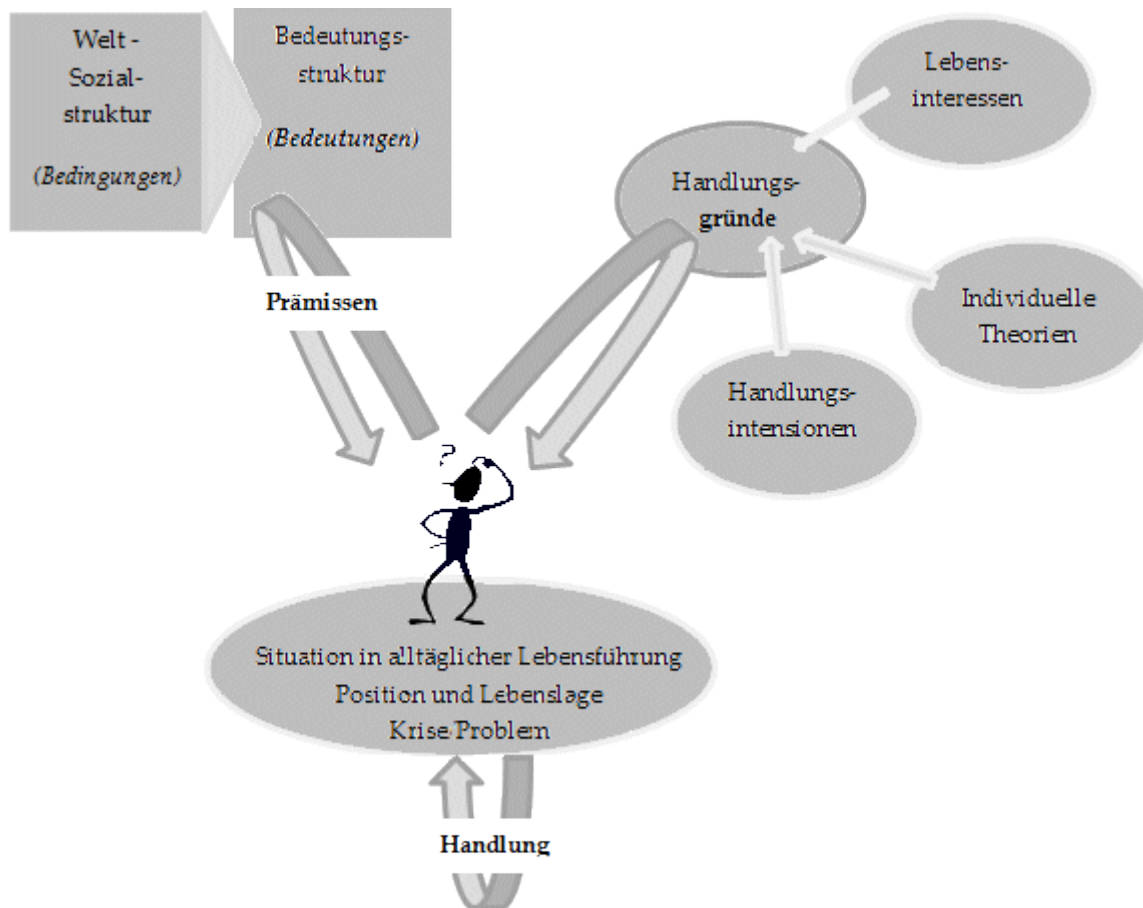 Welt -
Sozial-
struktur
(Bedingungen)
Bedeutungs-
struktur
(Bedeutungen)
Lebens-
interessen
Handlungs-
gründe
Prämissen
Individuelle
Theorien
Handlungs-
intensionen
?
Situation in alltäglicher Lebensführung
Position und Lebenslage
Krise/Problem
Handlung